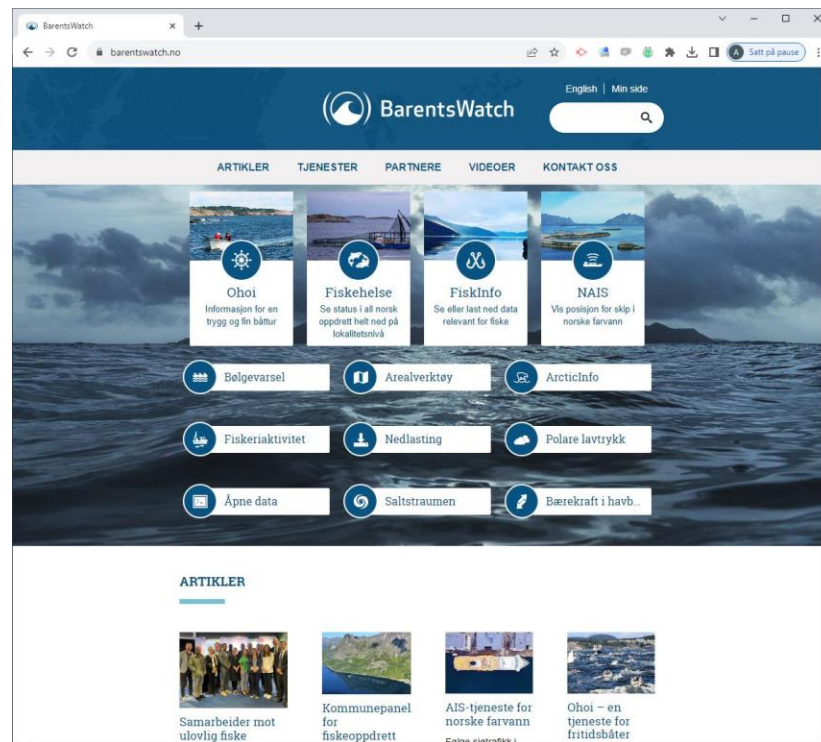 BarentsWatch
barentswatch.no
A
Satt på pause
English | Min side
BarentsWatch
ARTIKLER TJENESTER PARTNERE VIDEOER KONTAKT OSS
Ohoi
Informasjon for en
trygg og fin båttur
Fiskehelse
Se status i all norsk
oppdrett helt ned på
lokalitetsnivå
FiskInfo
Se eller last ned data
relevant for fiske
NAIS
Vis posisjon for skip i
norske farvann
Bølgevarsel
Arealverktøy
ArcticInfo
Fiskeriaktivitet
Nedlasting
Polare lavtrykk
Åpne data
Saltstraumen
Bærekraft i havb...
ARTIKLER
Samarbeider mot
ulovlig fiske
Kommunepanel
for
fiskeoppdrett
AIS-tjeneste for
norske farvann
Følge sjøtrafikk i
Ohoi – en
tjeneste for
fritidsbåter